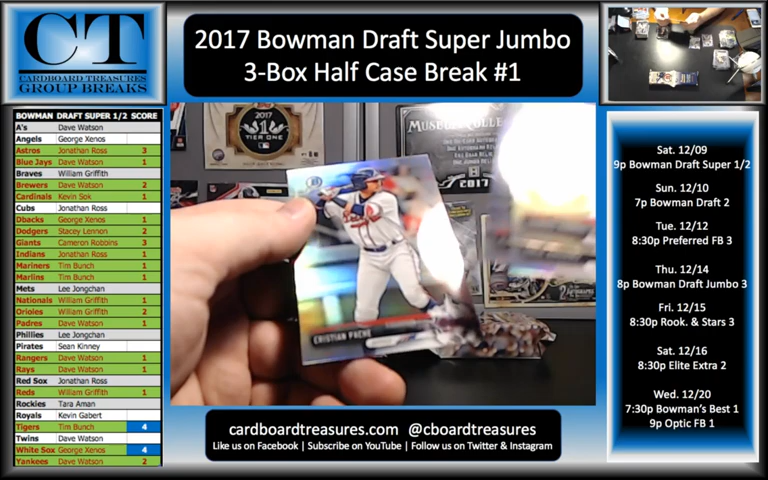 CT
CARDBOARD TREASURES
GROUP BREAKS
2017 Bowman Draft Super Jumbo
3-Box Half Case Break #1
BOWMAN DRAFT SUPER 1/2 SCORE
A's Dave Watson
Angels George Xenos
Astros Jonathan Ross 3
Blue Jays Dave Watson 1
Braves William Griffith
Brewers Dave Watson 2
Cardinals Kevin Sok 1
Cubs Jonathan Ross
Dbacks George Xenos 1
Dodgers Stacey Lennon 2
Giants Cameron Robbins 3
Indians Jonathan Ross 1
Mariners Tim Bunch 1
Marlins Tim Bunch 1
Mets Lee Jongchan
Nationals William Griffith 1
Orioles William Griffith 2
Padres Dave Watson 1
Phillies Lee Jongchan
Pirates Sean Kinney
Rangers Dave Watson 1
Rays Dave Watson 1
Red Sox Jonathan Ross
Reds William Griffith 1
Rockies Tara Aman
Royals Kevin Gabert
Tigers Tim Bunch 4
Twins Dave Watson
White Sox George Xenos 4
Yankees Dave Watson 2
2017
TIER ONE
MUSEUM COLLE
2017
CRISTIAN PACHE
cardboardtreasures.com @cboardtreasures
Like us on Facebook | Subscribe on YouTube | Follow us on Twitter & Instagram
Sat. 12/09
9p Bowman Draft Super 1/2
Sun. 12/10
7p Bowman Draft 2
Tue. 12/12
8:30p Preferred FB 3
Thu. 12/14
8p Bowman Draft Jumbo 3
Fri. 12/15
8:30p Rook. & Stars 3
Sat. 12/16
8:30p Elite Extra 2
Wed. 12/20
7:30p Bowman's Best 1
9p Optic FB 1